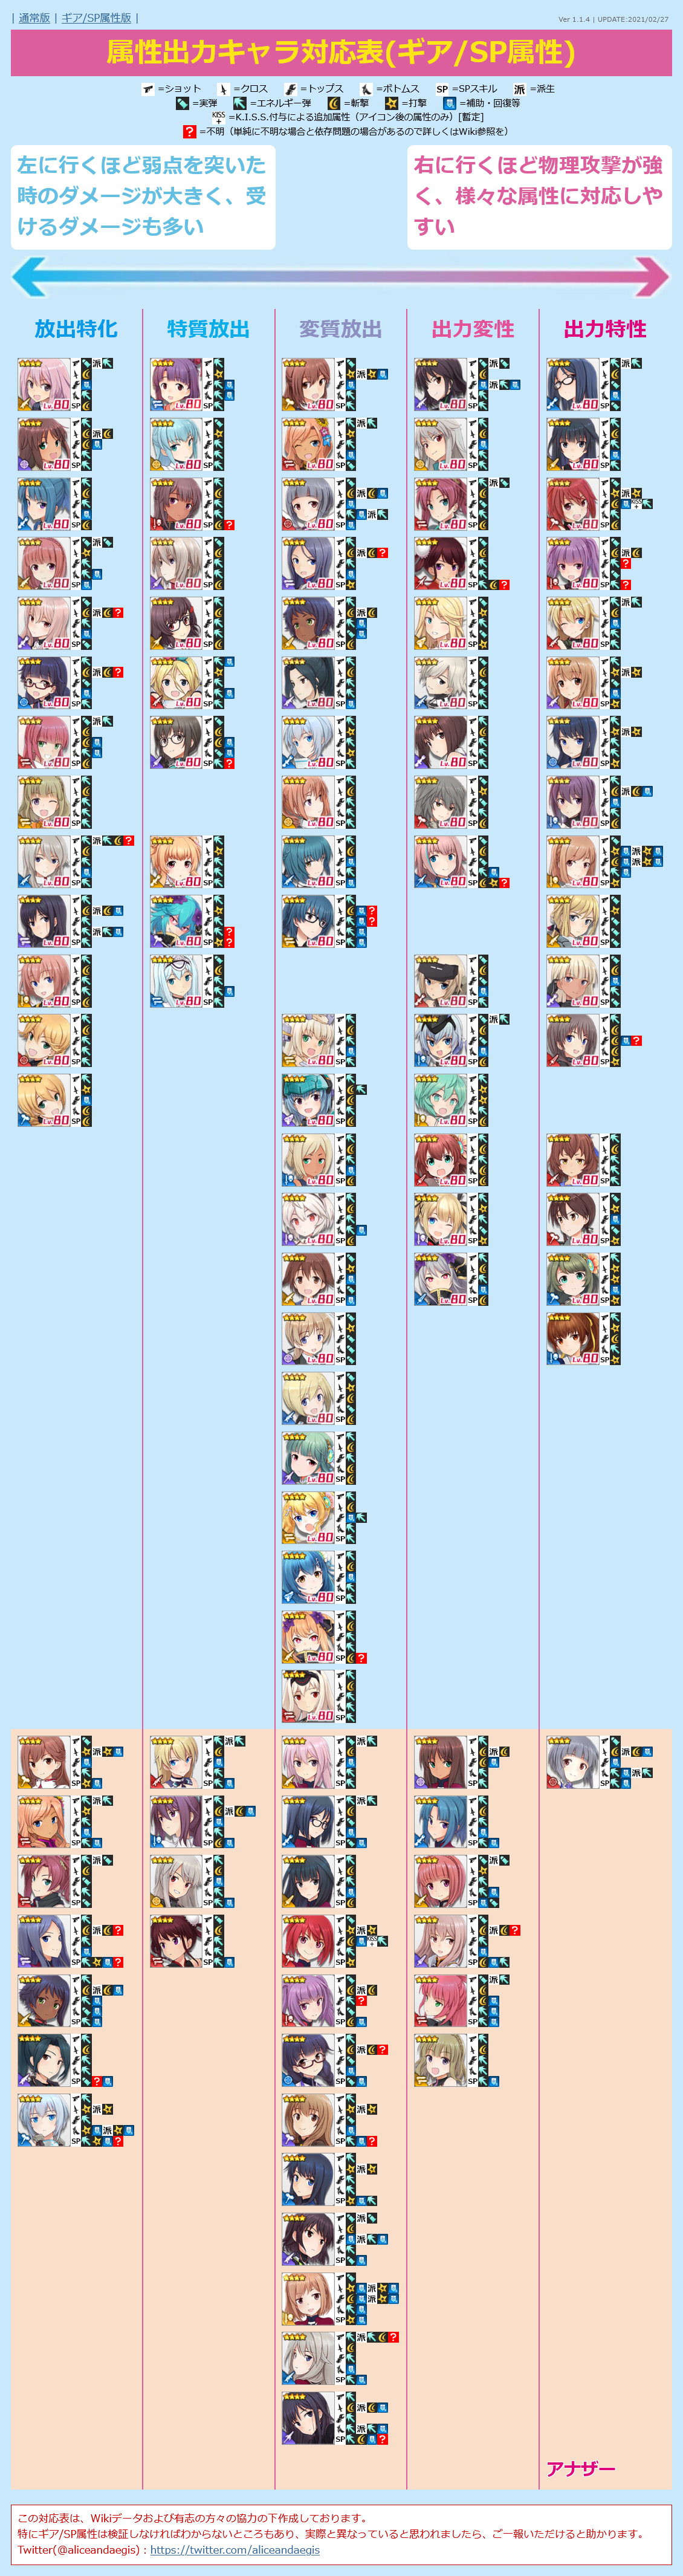 | 通常版 | ギア/SP属性版 |
Ver 1.1.4 | UPDATE:2021/02/27
属性出力キャラ対応表(ギア/SP属性)
=ショット =クロス =トップス =ボトムス SP =SPスキル 派 =派生
=実弾 =エネルギー弾 =斬撃 =打撃 =補助・回復等
KISS + =K.I.S.S.付与による追加属性（アイコン後の属性のみ）[暫定]
? =不明（単純に不明な場合と依存問題の場合があるので詳しくはWiki参照を）
左に行くほど弱点を突いた
時のダメージが大きく、受
けるダメージも多い
右に行くほど物理攻撃が強
く、様々な属性に対応しや
すい
放出特化 特質放出 変質放出 出力変性 出力特性
アナザー
この対応表は、Wikiデータおよび有志の方々の協力の下作成しております。
特にギア/SP属性は検証しなければわからないところもあり、実際と異なっていると思われましたら、ご一報いただけると助かります。
Twitter(@aliceandaegis)：https://twitter.com/aliceandaegis